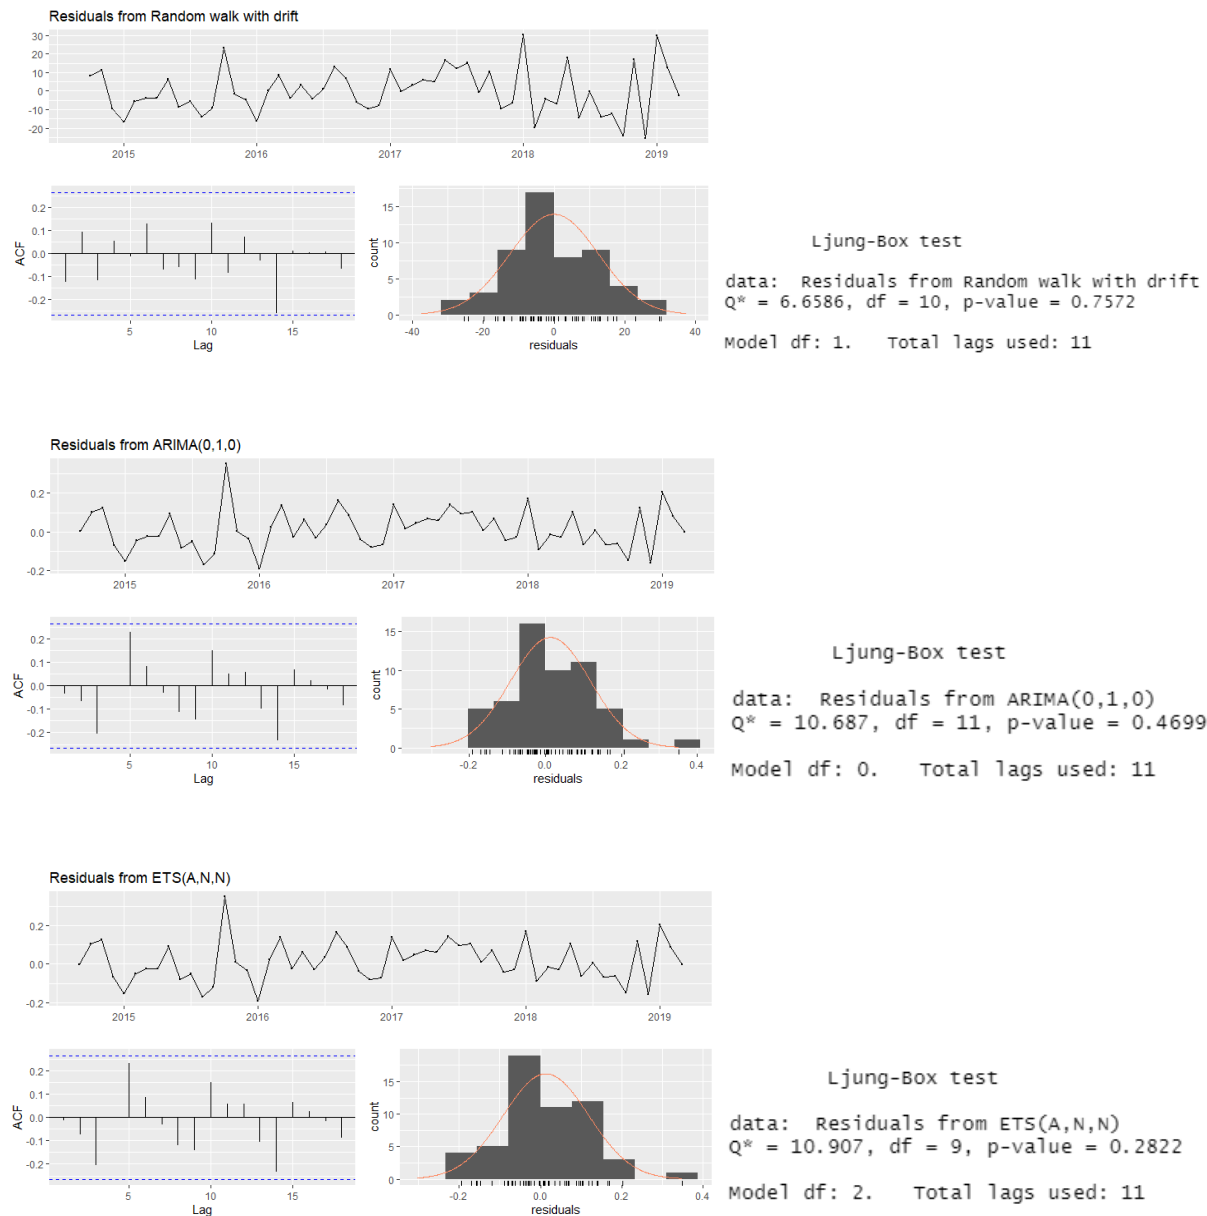 Residuals from Random walk with drift
30
20
10
0
-10
-20
2015 2016 2017 2018 2019
0.2
0.1
0.0
-0.1
-0.2
ACF
5 10 15
Lag
15
10
5
0
count
-40 -20 0 20 40
residuals
Ljung-Box test
data: Residuals from Random walk with drift
Q* = 6.6586, df = 10, p-value = 0.7572
Model df: 1. Total lags used: 11
Residuals from ARIMA(0,1,0)
0.2
0.0
-0.2
2015 2016 2017 2018 2019
0.2
0.1
0.0
-0.1
-0.2
ACF
5 10 15
Lag
15
10
5
0
count
-0.2 0.0 0.2 0.4
residuals
Ljung-Box test
data: Residuals from ARIMA(0,1,0)
Q* = 10.687, df = 11, p-value = 0.4699
Model df: 0. Total lags used: 11
Residuals from ETS(A,N,N)
0.2
0.0
-0.2
2015 2016 2017 2018 2019
0.2
0.1
0.0
-0.1
-0.2
ACF
5 10 15
Lag
15
10
5
0
count
-0.2 0.0 0.2 0.4
residuals
Ljung-Box test
data: Residuals from ETS(A,N,N)
Q* = 10.907, df = 9, p-value = 0.2822
Model df: 2. Total lags used: 11